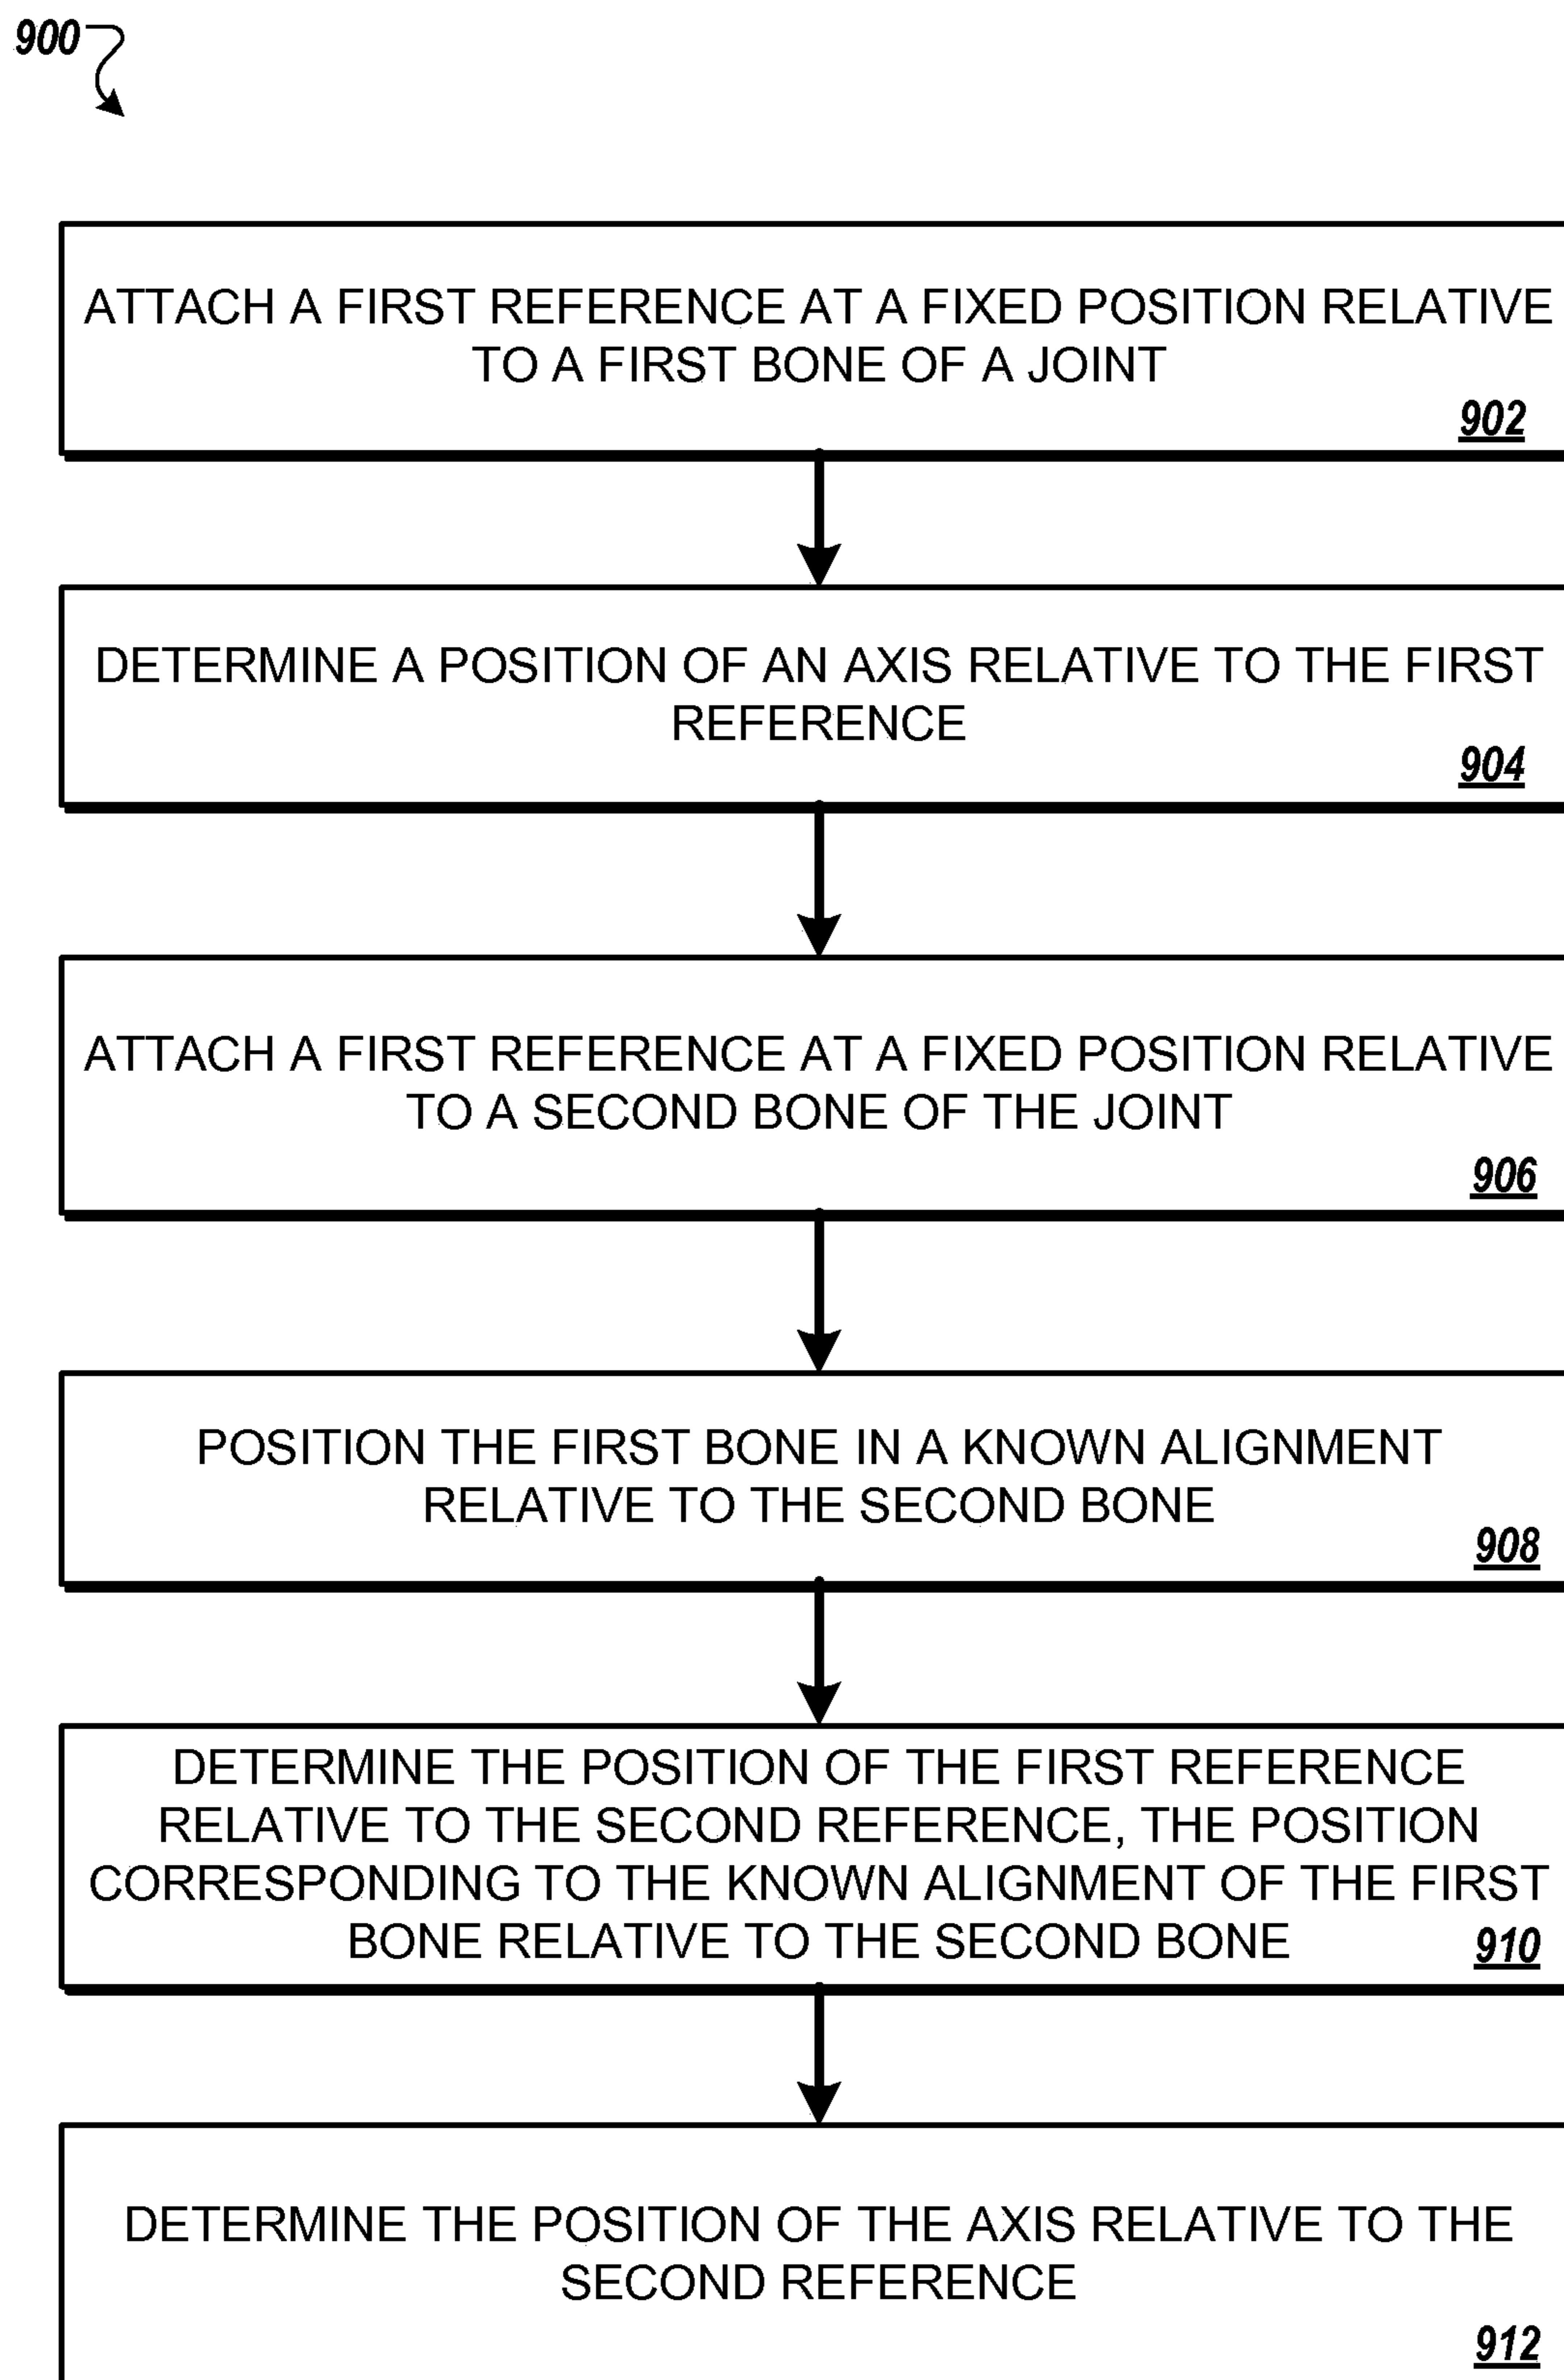 900
ATTACH A FIRST REFERENCE AT A FIXED POSITION RELATIVE
TO A FIRST BONE OF A JOINT
902
DETERMINE A POSITION OF AN AXIS RELATIVE TO THE FIRST
REFERENCE
904
ATTACH A FIRST REFERENCE AT A FIXED POSITION RELATIVE
TO A SECOND BONE OF THE JOINT
906
POSITION THE FIRST BONE IN A KNOWN ALIGNMENT
RELATIVE TO THE SECOND BONE
908
DETERMINE THE POSITION OF THE FIRST REFERENCE
RELATIVE TO THE SECOND REFERENCE, THE POSITION
CORRESPONDING TO THE KNOWN ALIGNMENT OF THE FIRST
BONE RELATIVE TO THE SECOND BONE
910
DETERMINE THE POSITION OF THE AXIS RELATIVE TO THE
SECOND REFERENCE
912